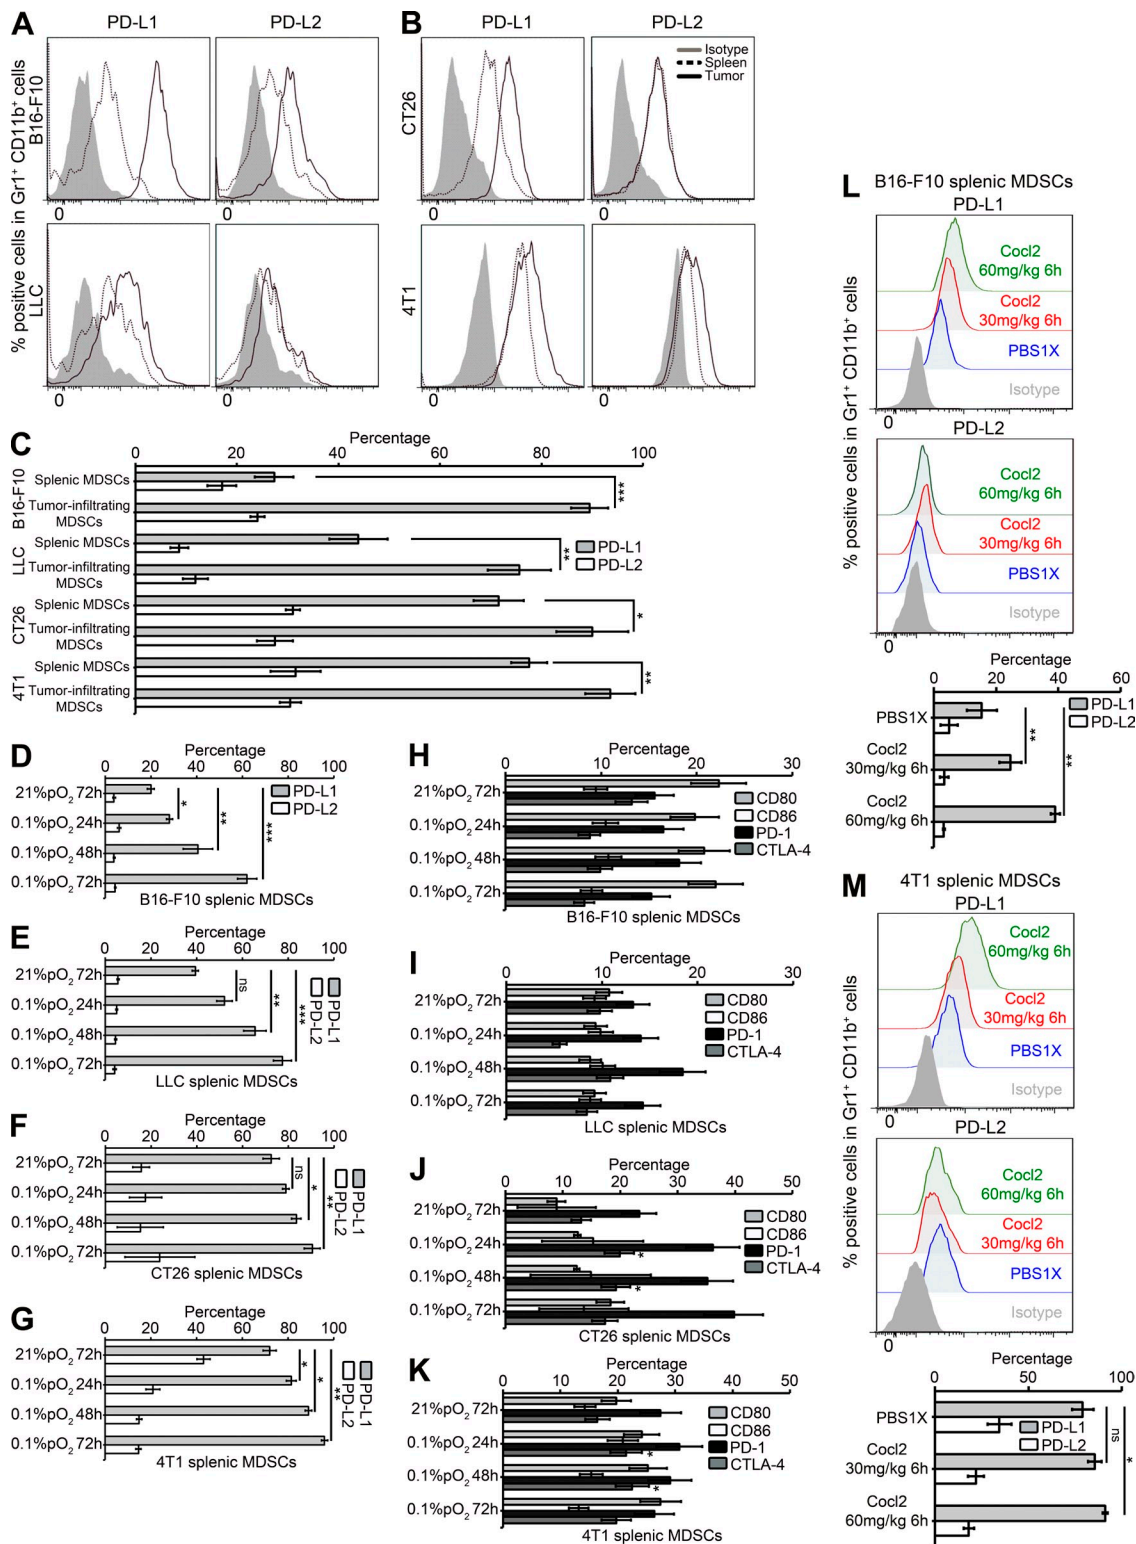 A
PD-L1
PD-L2
% positive cells in Gr1⁺ CD11b⁺ cells
B16-F10
LLC
0
0
0
0
B
PD-L1
PD-L2
Isotype
Spleen
Tumor
CT26
4T1
0
0
0
0
C
Percentage
0 20 40 60 80 100
B16-F10
Splenic MDSCs
Tumor-infiltrating
MDSCs
***
LLC
Splenic MDSCs
Tumor-infiltrating
MDSCs
**
PD-L1
PD-L2
CT26
Splenic MDSCs
Tumor-infiltrating
MDSCs
*
4T1
Splenic MDSCs
Tumor-infiltrating
MDSCs
**
D
Percentage
0 20 40 60 80 100
21%pO₂ 72h
0.1%pO₂ 24h
0.1%pO₂ 48h
0.1%pO₂ 72h
*
**
***
PD-L1
PD-L2
B16-F10 splenic MDSCs
E
Percentage
0 20 40 60 80 100
21%pO₂ 72h
0.1%pO₂ 24h
0.1%pO₂ 48h
0.1%pO₂ 72h
ns
**
***
PD-L1
PD-L2
LLC splenic MDSCs
F
Percentage
0 20 40 60 80 100
21%pO₂ 72h
0.1%pO₂ 24h
0.1%pO₂ 48h
0.1%pO₂ 72h
ns
*
**
PD-L1
PD-L2
CT26 splenic MDSCs
G
Percentage
0 20 40 60 80 100
21%pO₂ 72h
0.1%pO₂ 24h
0.1%pO₂ 48h
0.1%pO₂ 72h
*
*
**
PD-L1
PD-L2
4T1 splenic MDSCs
H
Percentage
0 10 20 30
21%pO₂ 72h
0.1%pO₂ 24h
0.1%pO₂ 48h
0.1%pO₂ 72h
CD80
CD86
PD-1
CTLA-4
B16-F10 splenic MDSCs
I
Percentage
0 10 20 30
21%pO₂ 72h
0.1%pO₂ 24h
0.1%pO₂ 48h
0.1%pO₂ 72h
CD80
CD86
PD-1
CTLA-4
LLC splenic MDSCs
J
Percentage
0 10 20 30 40 50
21%pO₂ 72h
0.1%pO₂ 24h
0.1%pO₂ 48h
0.1%pO₂ 72h
*
*
CD80
CD86
PD-1
CTLA-4
CT26 splenic MDSCs
K
Percentage
0 10 20 30 40 50
21%pO₂ 72h
0.1%pO₂ 24h
0.1%pO₂ 48h
0.1%pO₂ 72h
*
*
CD80
CD86
PD-1
CTLA-4
4T1 splenic MDSCs
L
B16-F10 splenic MDSCs
PD-L1
% positive cells in Gr1⁺ CD11b⁺ cells
Cocl2
60mg/kg 6h
Cocl2
30mg/kg 6h
PBS1X
Isotype
0
PD-L2
Cocl2
60mg/kg 6h
Cocl2
30mg/kg 6h
PBS1X
Isotype
0
Percentage
0 20 40 60
PBS1X
Cocl2
30mg/kg 6h
Cocl2
60mg/kg 6h
**
**
PD-L1
PD-L2
M
4T1 splenic MDSCs
PD-L1
% positive cells in Gr1⁺ CD11b⁺ cells
Cocl2
60mg/kg 6h
Cocl2
30mg/kg 6h
PBS1X
Isotype
0
PD-L2
Cocl2
60mg/kg 6h
Cocl2
30mg/kg 6h
PBS1X
Isotype
0
Percentage
0 50 100
PBS1X
Cocl2
30mg/kg 6h
Cocl2
60mg/kg 6h
PD-L1
PD-L2
ns
*